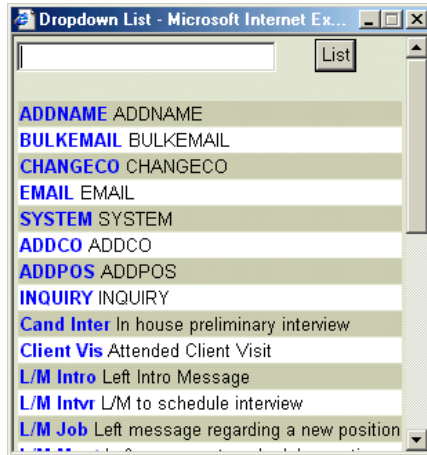 Dropdown List - Microsoft Internet Ex...
List
ADDNAME ADDNAME
BULKEMAIL BULKEMAIL
CHANGECO CHANGECO
EMAIL EMAIL
SYSTEM SYSTEM
ADDCO ADDCO
ADDPOS ADDPOS
INQUIRY INQUIRY
Cand Inter In house preliminary interview
Client Vis Attended Client Visit
L/M Intro Left Intro Message
L/M Intvr L/M to schedule interview
L/M Job Left message regarding a new position